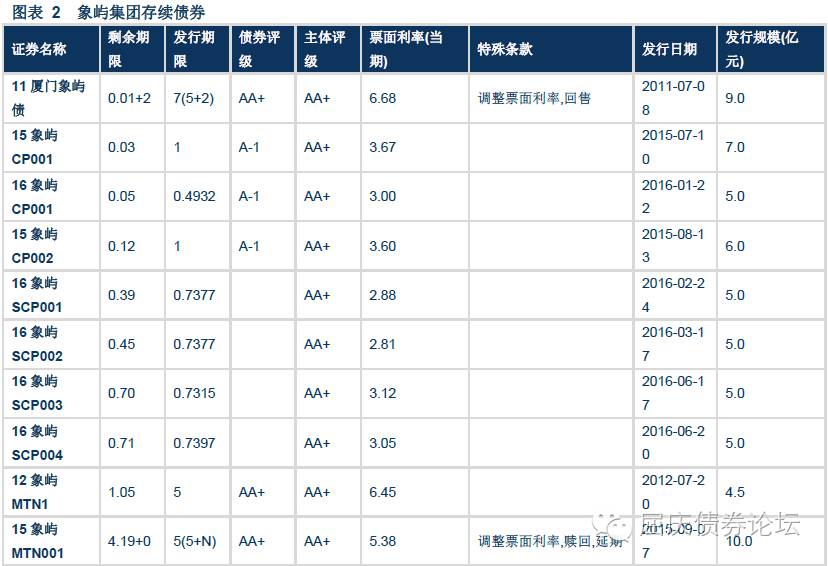 图表 2 象屿集团存续债券
证券名称 剩余期限 发行期限 债券评级 主体评级 票面利率(当期) 特殊条款 发行日期 发行规模(亿元)
11 厦门象屿债 0.01+2 7(5+2) AA+ AA+ 6.68 调整票面利率,回售 2011-07-08 9.0
15 象屿 CP001 0.03 1 A-1 AA+ 3.67 2015-07-10 7.0
16 象屿 CP001 0.05 0.4932 A-1 AA+ 3.00 2016-01-22 5.0
15 象屿 CP002 0.12 1 A-1 AA+ 3.60 2015-08-13 6.0
16 象屿 SCP001 0.39 0.7377 AA+ 2.88 2016-02-24 5.0
16 象屿 SCP002 0.45 0.7377 AA+ 2.81 2016-03-17 5.0
16 象屿 SCP003 0.70 0.7315 AA+ 3.12 2016-06-17 5.0
16 象屿 SCP004 0.71 0.7397 AA+ 3.05 2016-06-20 5.0
12 象屿 MTN1 1.05 5 AA+ AA+ 6.45 2012-07-20 4.5
15 象屿 MTN001 4.19+0 5(5+N) AA+ AA+ 5.38 调整票面利率,赎回,延期 2015-09-07 10.0
屈庆债券论坛